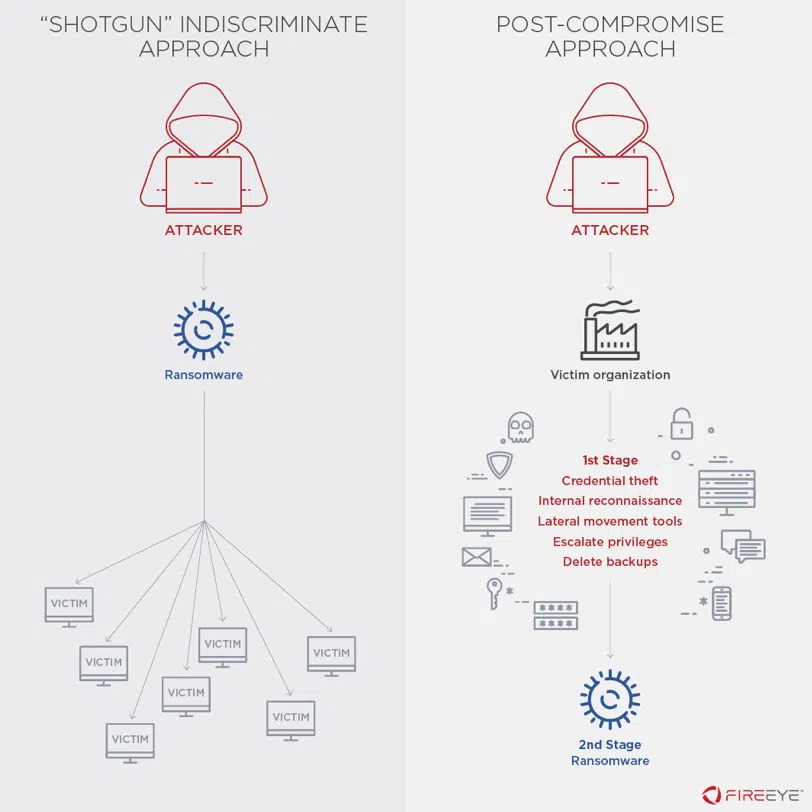 “SHOTGUN” INDISCRIMINATE
APPROACH
ATTACKER
Ransomware
VICTIM
VICTIM
VICTIM
VICTIM
VICTIM
VICTIM
VICTIM
POST-COMPROMISE
APPROACH
ATTACKER
Victim organization
1st Stage
Credential theft
Internal reconnaissance
Lateral movement tools
Escalate privileges
Delete backups
****
****
2nd Stage
Ransomware
FIREEYE™